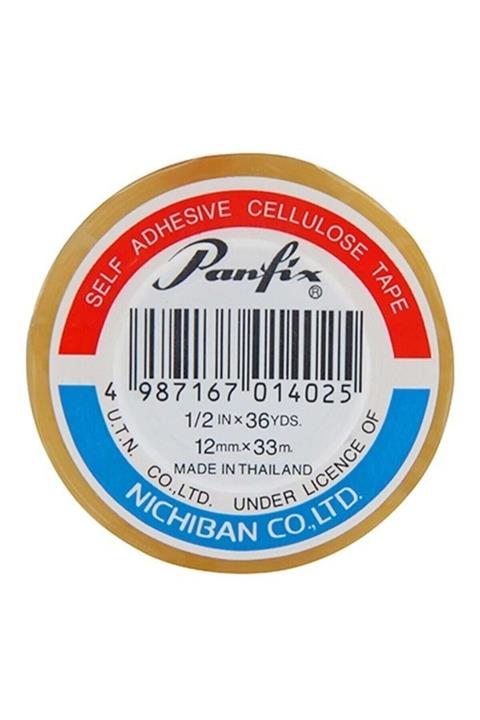 SELF ADHESIVE CELLULOSE TAPE
Panfix®
4 987167 014025
1/2 IN × 36 YDS.
12mm. × 33m.
MADE IN THAILAND
U.T.N. CO.,LTD. UNDER LICENCE OF
NICHIBAN CO.,LTD.